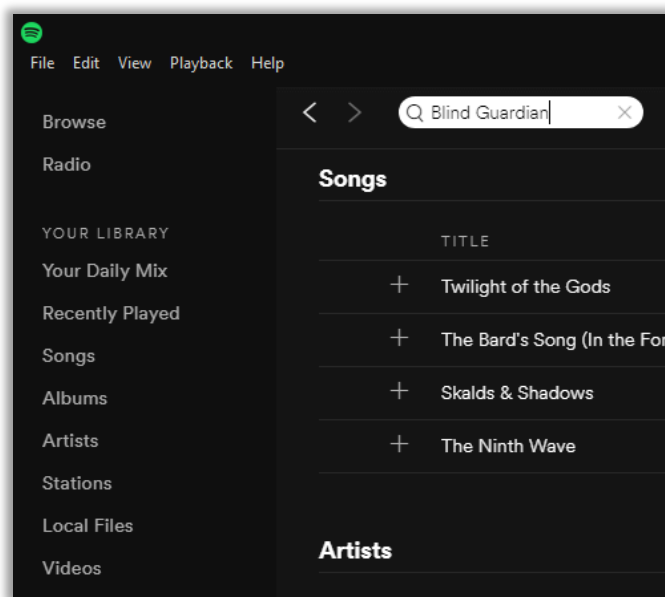 File Edit View Playback Help
Browse
Radio
YOUR LIBRARY
Your Daily Mix
Recently Played
Songs
Albums
Artists
Stations
Local Files
Videos
Blind Guardian
Songs
TITLE
Twilight of the Gods
The Bard's Song (In the
Skalds & Shadows
The Ninth Wave
Artists